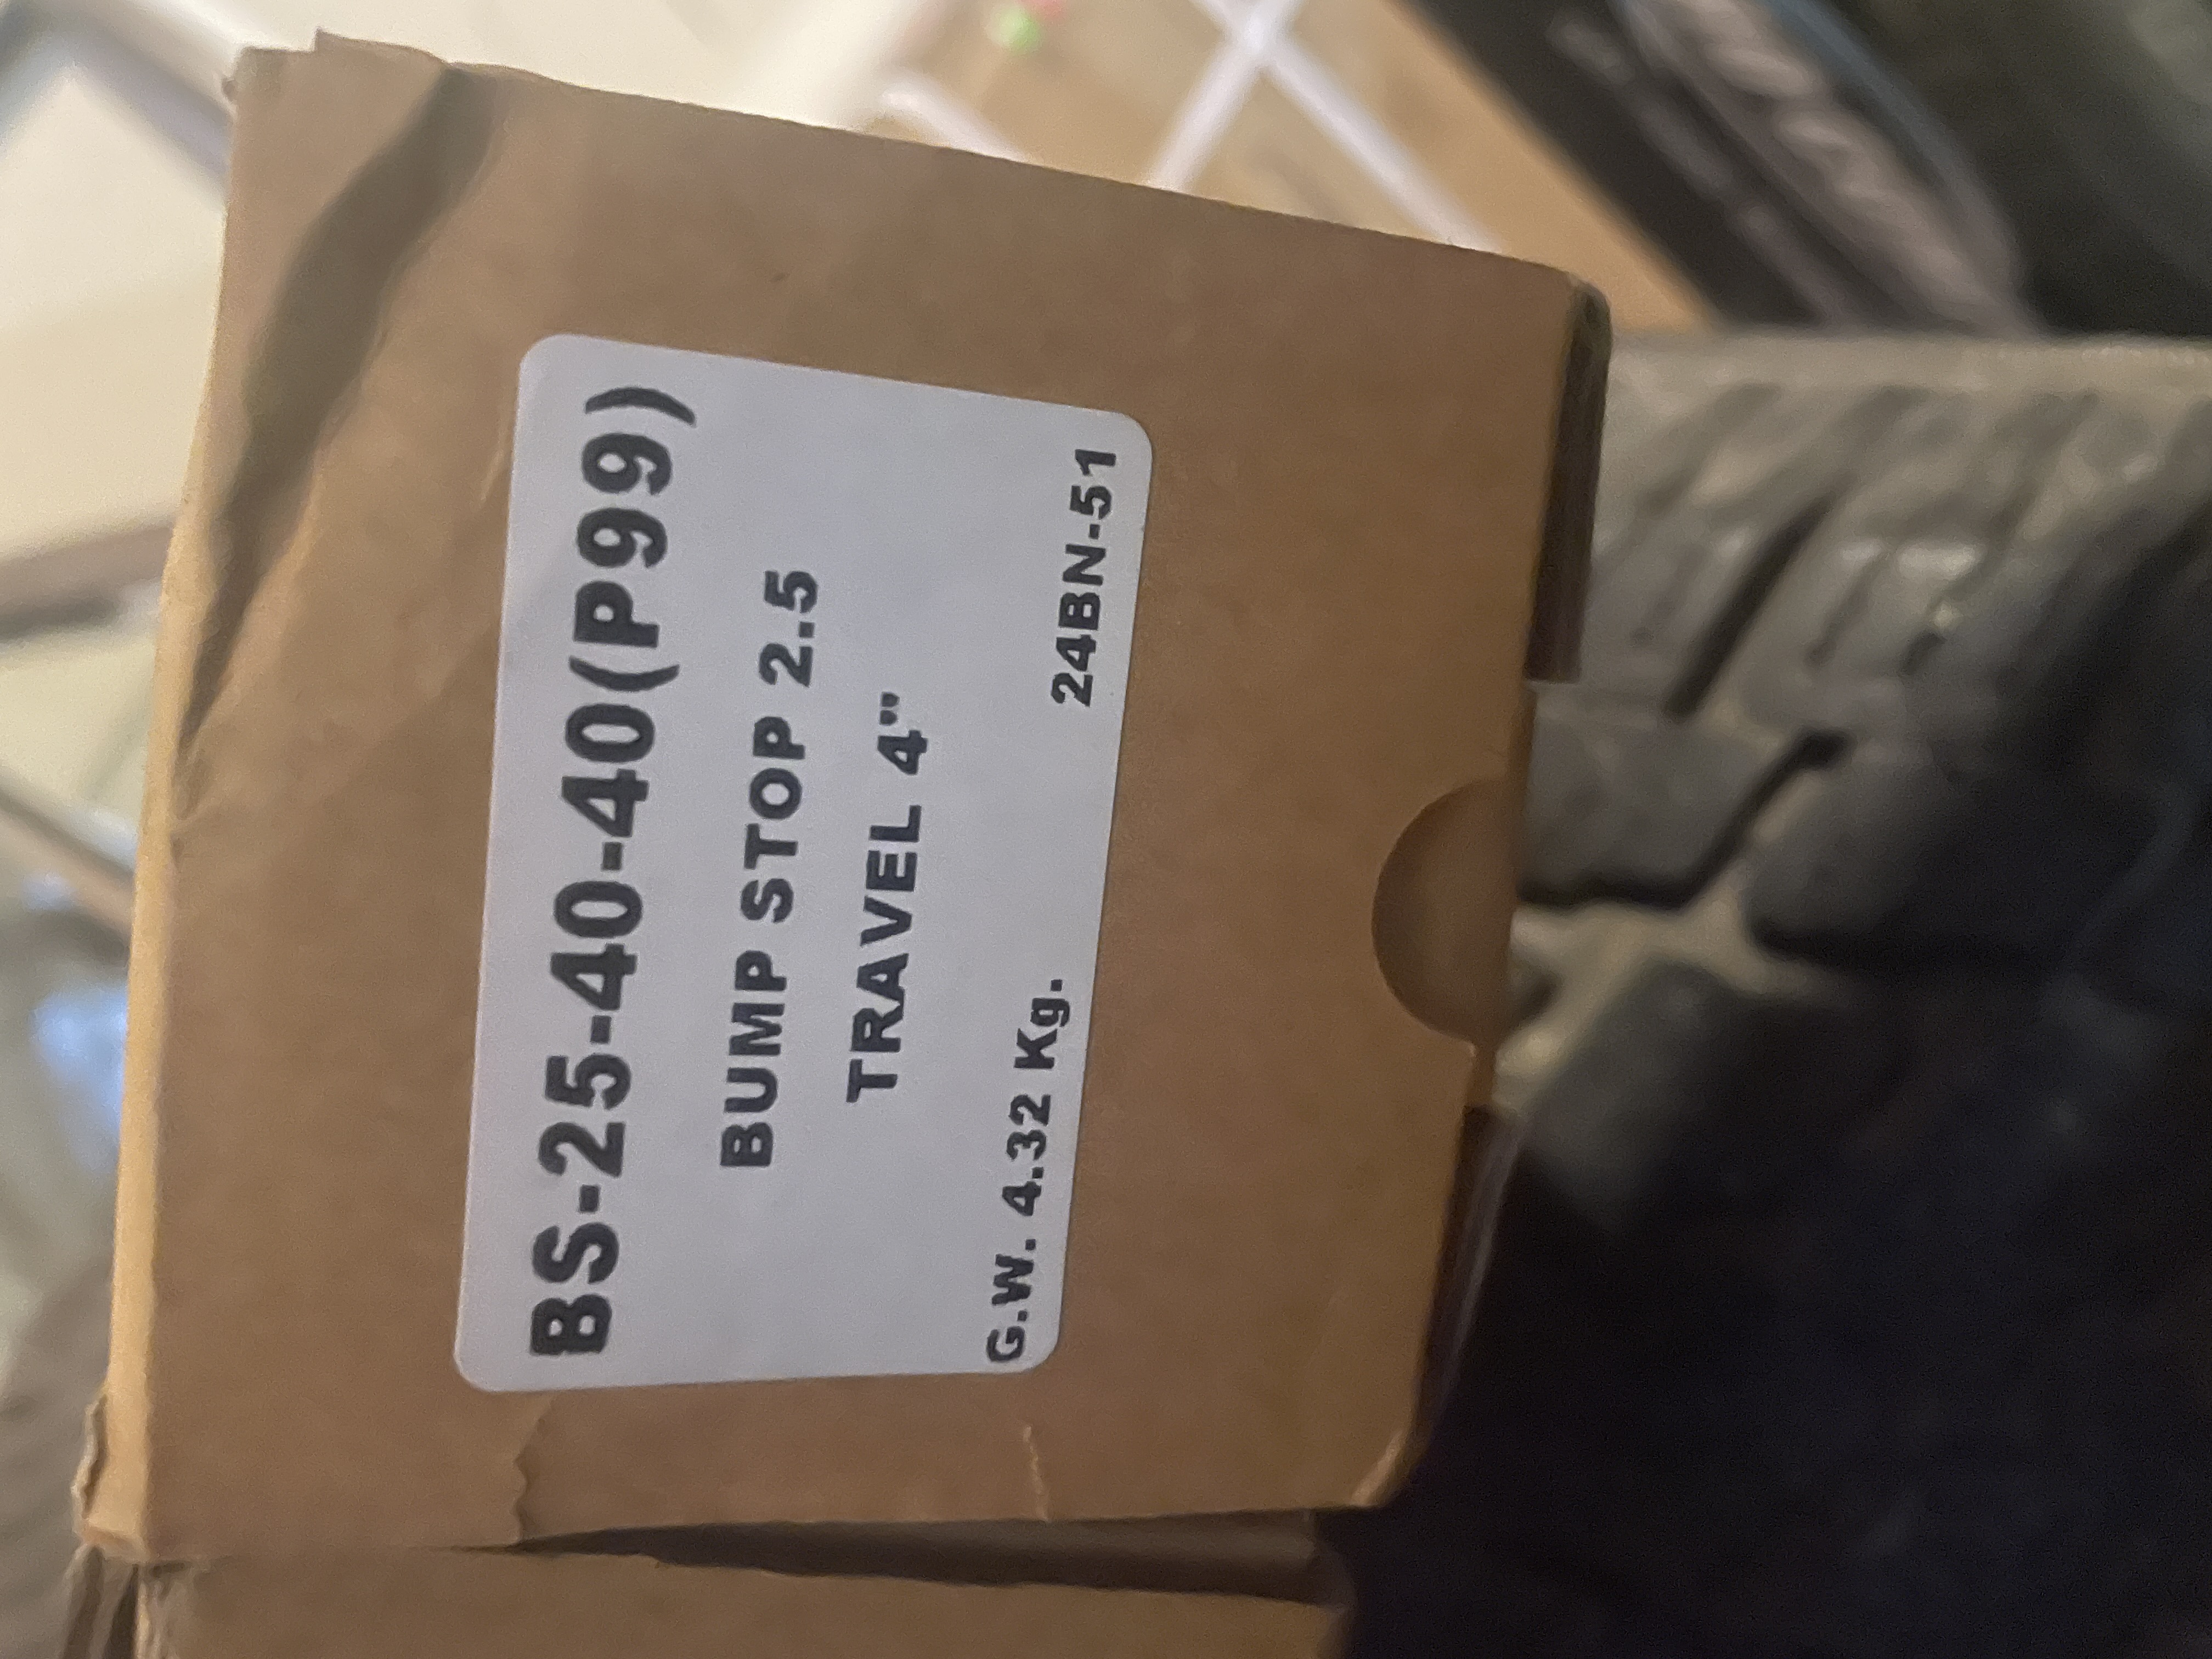 BS-25-40-40(P99)
BUMP STOP 2.5
TRAVEL 4"
G.W. 4.32 Kg. 24BN-51